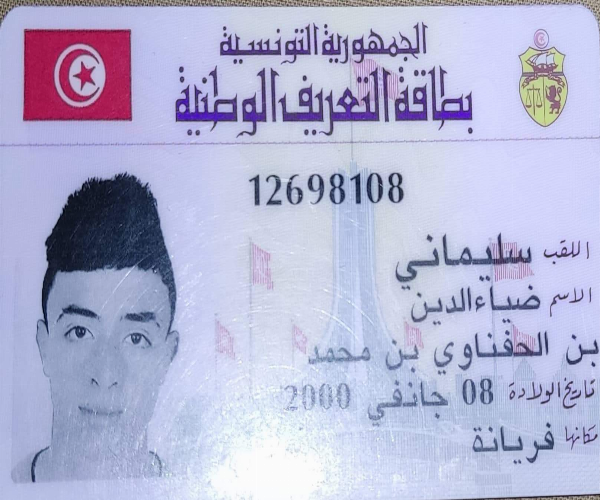 الجمهورية التونسية
بطاقة التعريف الوطنية
12698108
اللقب سليماني
الاسم ضياءالدين
بن الحفناوي بن محمد
تاريخ الولادة 08 جانفي 2000
مكانها فريانة